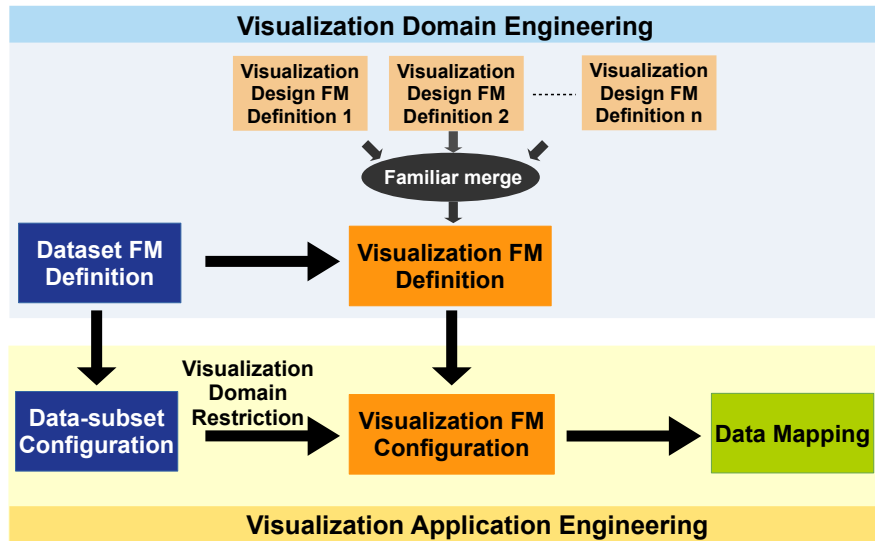 Visualization Domain Engineering
Visualization
Design FM
Definition 1
Visualization
Design FM
Definition 2
Visualization
Design FM
Definition n
Familiar merge
Dataset FM
Definition
Visualization FM
Definition
Visualization
Domain
Restriction
Data-subset
Configuration
Visualization FM
Configuration
Data Mapping
Visualization Application Engineering